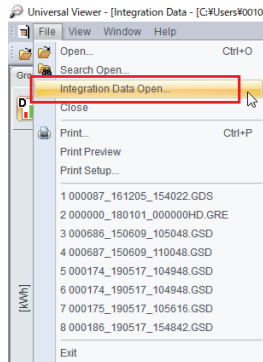 Universal Viewer - [Integration Data - [C:¥Users¥0010
File View Window Help
Open... Ctrl+O
Search Open...
Gro
Integration Data Open...
Close
D
Print... Ctrl+P
Print Preview
Print Setup...
1 000087_161205_154022.GDS
2 000000_180101_000000HD.GRE
3 000686_150609_105048.GSD
4 000687_150609_110048.GSD
5 000174_190517_104948.GSD
6 000174_190517_104948.GSD
7 000175_190517_105616.GSD
8 000186_190517_154842.GSD
[kWh]
Exit